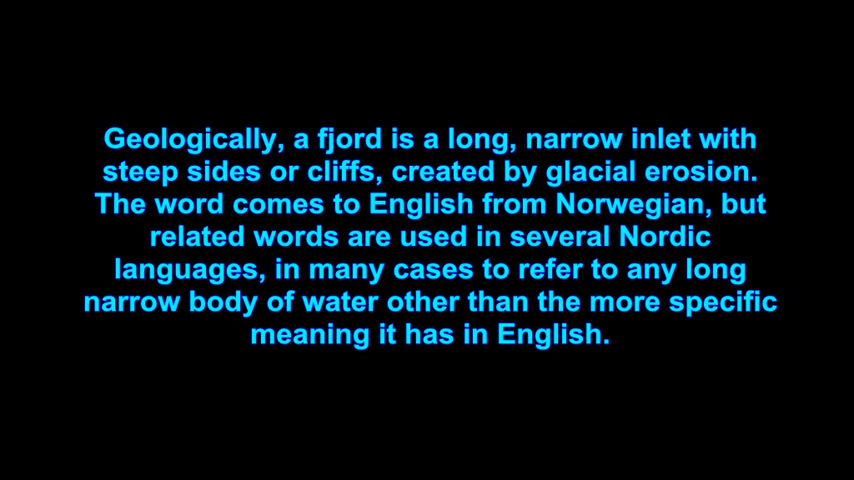 Geologically, a fjord is a long, narrow inlet with
steep sides or cliffs, created by glacial erosion.
The word comes to English from Norwegian, but
related words are used in several Nordic
languages, in many cases to refer to any long
narrow body of water other than the more specific
meaning it has in English.